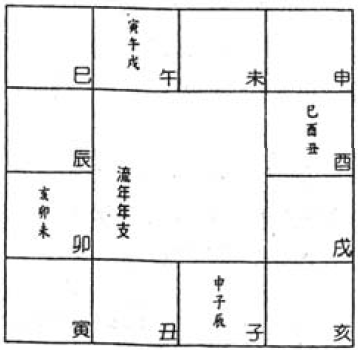 巳
寅午戌
午
未
申
辰
巳酉丑
酉
流年年支
亥卯未
卯
戌
寅
丑
申子辰
子
亥